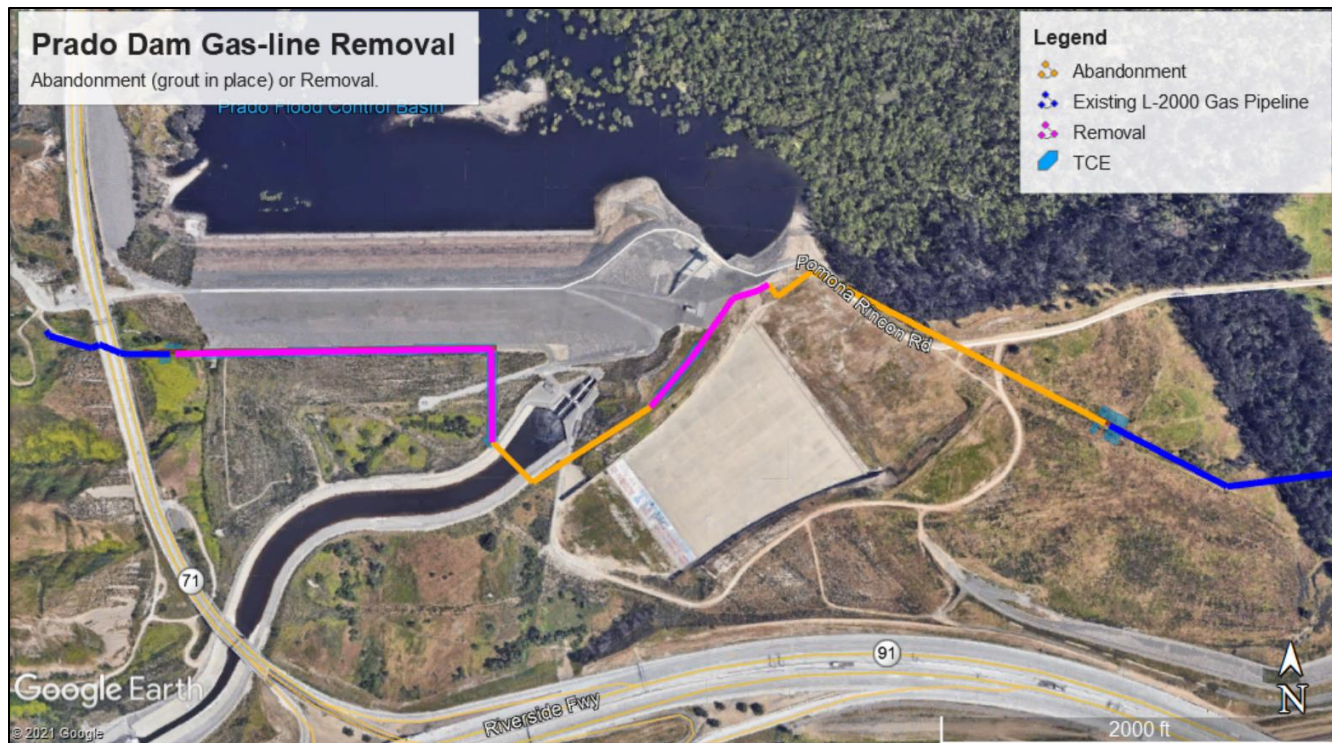 Prado Dam Gas-line Removal
Abandonment (grout in place) or Removal.
Prado Flood Control Basin
Legend
Abandonment
Existing L-2000 Gas Pipeline
Removal
TCE
Pomona Rincon Rd
71
91
Riverside Fwy
Google Earth
© 2021 Google
2000 ft
N